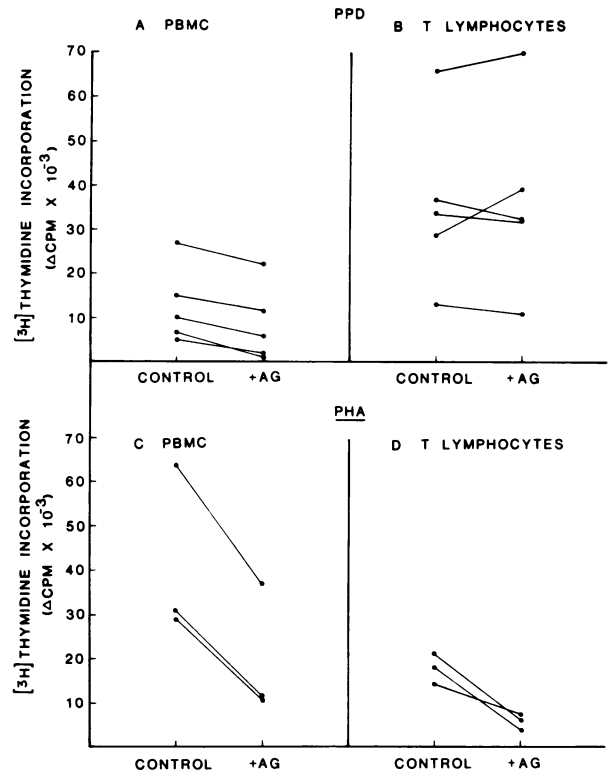 PPD
A PBMC
B T LYMPHOCYTES
[³H]THYMIDINE INCORPORATION
(ΔCPM X 10⁻³)
70
60
50
40
30
20
10
CONTROL +AG CONTROL +AG
PHA
C PBMC
D T LYMPHOCYTES
[³H]THYMIDINE INCORPORATION
(ΔCPM X 10⁻³)
70
60
50
40
30
20
10
CONTROL +AG CONTROL +AG